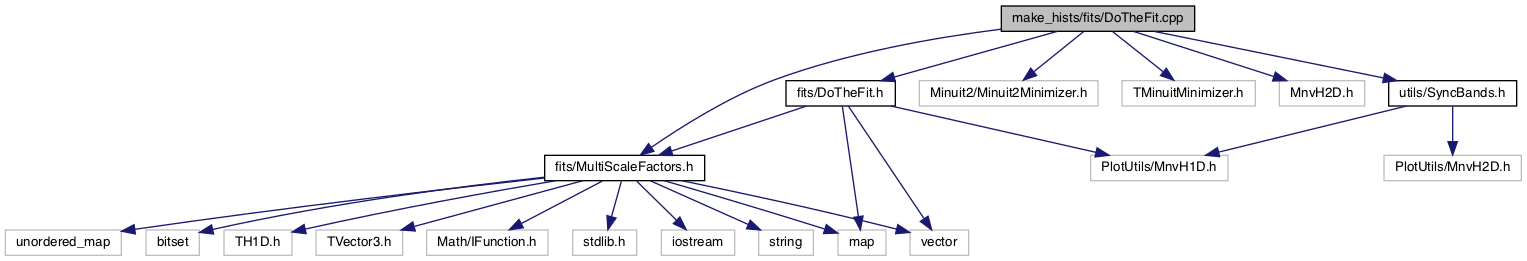 make_hists/fits/DoTheFit.cpp
fits/DoTheFit.h
Minuit2/Minuit2Minimizer.h
TMinuitMinimizer.h
MnvH2D.h
utils/SyncBands.h
fits/MultiScaleFactors.h
PlotUtils/MnvH1D.h
PlotUtils/MnvH2D.h
unordered_map
bitset
TH1D.h
TVector3.h
Math/IFunction.h
stdlib.h
iostream
string
map
vector